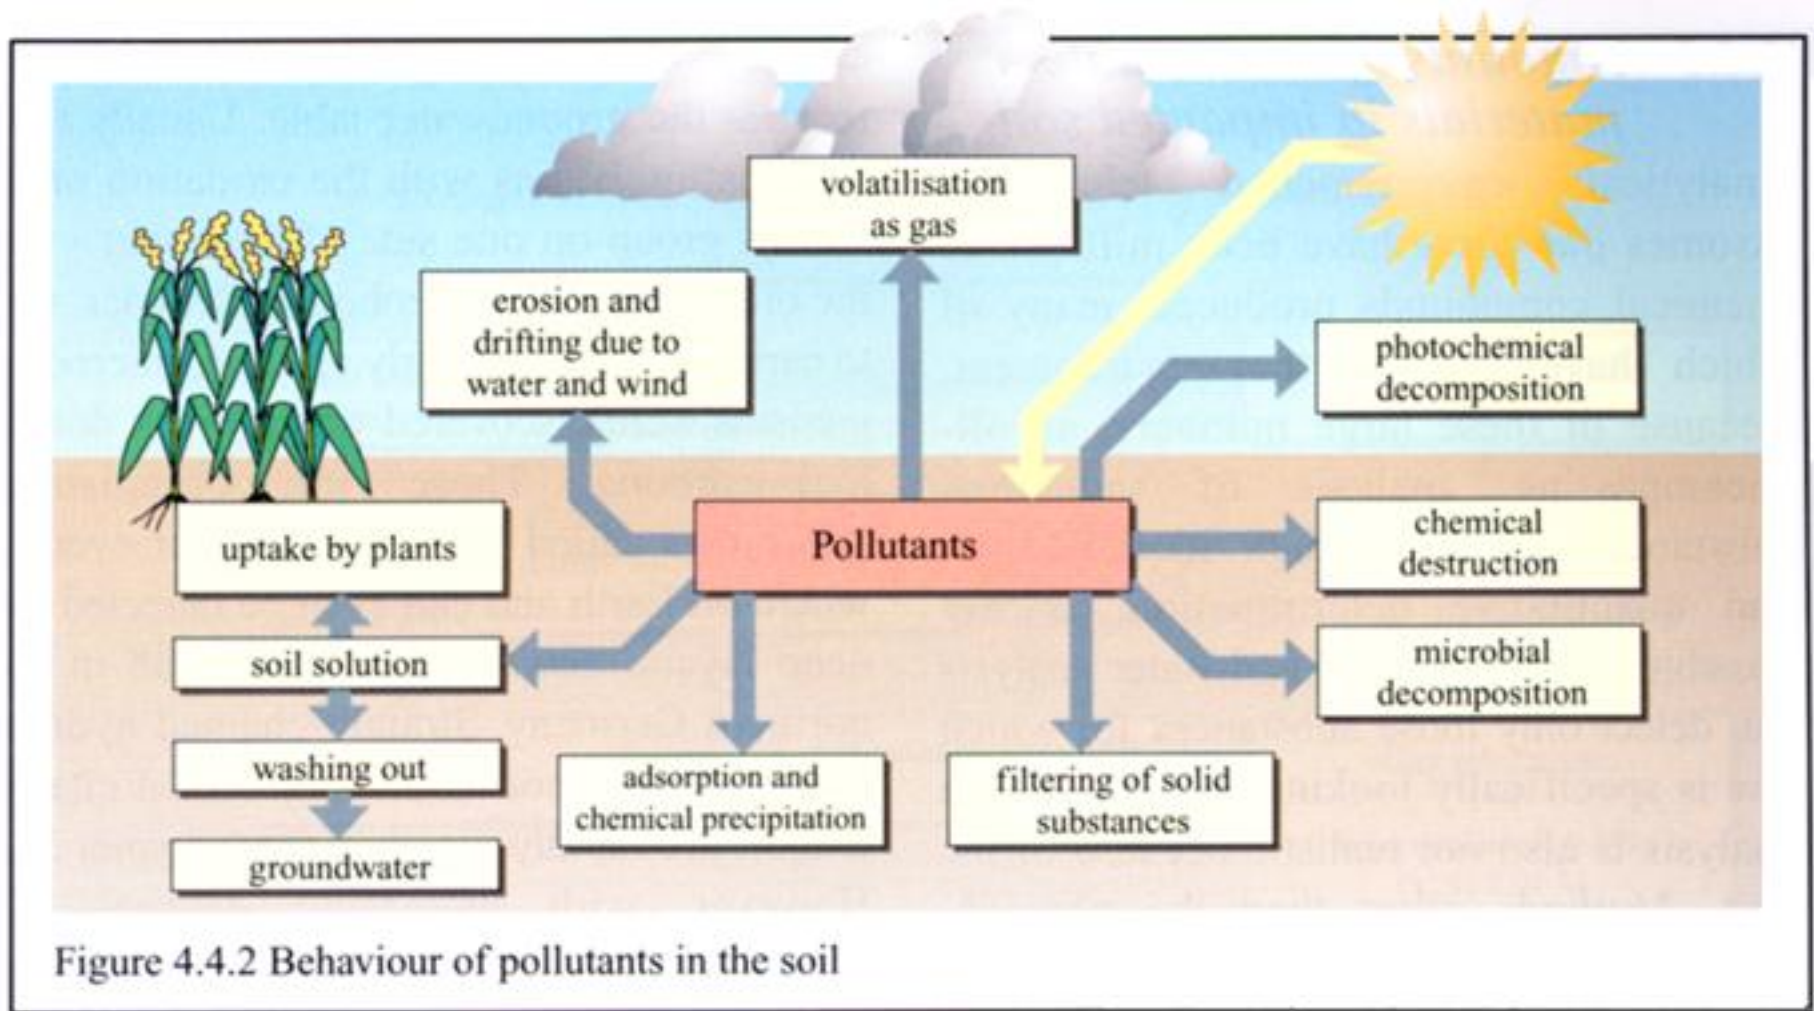 volatilisation
as gas
erosion and
drifting due to
water and wind
photochemical
decomposition
uptake by plants
Pollutants
chemical
destruction
soil solution
microbial
decomposition
washing out
adsorption and
chemical precipitation
filtering of solid
substances
groundwater
Figure 4.4.2 Behaviour of pollutants in the soil